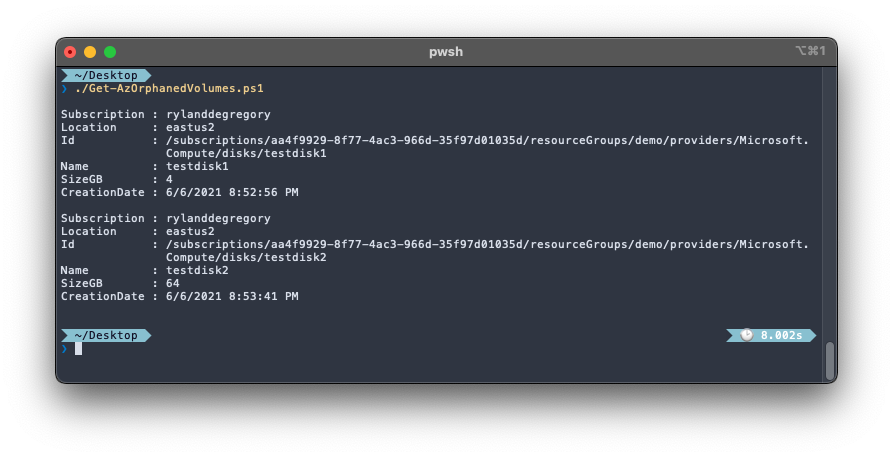 pwsh
⌥⌘1
~/Desktop
❯ ./Get-AzOrphanedVolumes.ps1
Subscription : rylanddegregory
Location     : eastus2
Id           : /subscriptions/aa4f9929-8f77-4ac3-966d-35f97d01035d/resourceGroups/demo/providers/Microsoft.
               Compute/disks/testdisk1
Name         : testdisk1
SizeGB       : 4
CreationDate : 6/6/2021 8:52:56 PM
Subscription : rylanddegregory
Location     : eastus2
Id           : /subscriptions/aa4f9929-8f77-4ac3-966d-35f97d01035d/resourceGroups/demo/providers/Microsoft.
               Compute/disks/testdisk2
Name         : testdisk2
SizeGB       : 64
CreationDate : 6/6/2021 8:53:41 PM
~/Desktop 8.002s
❯